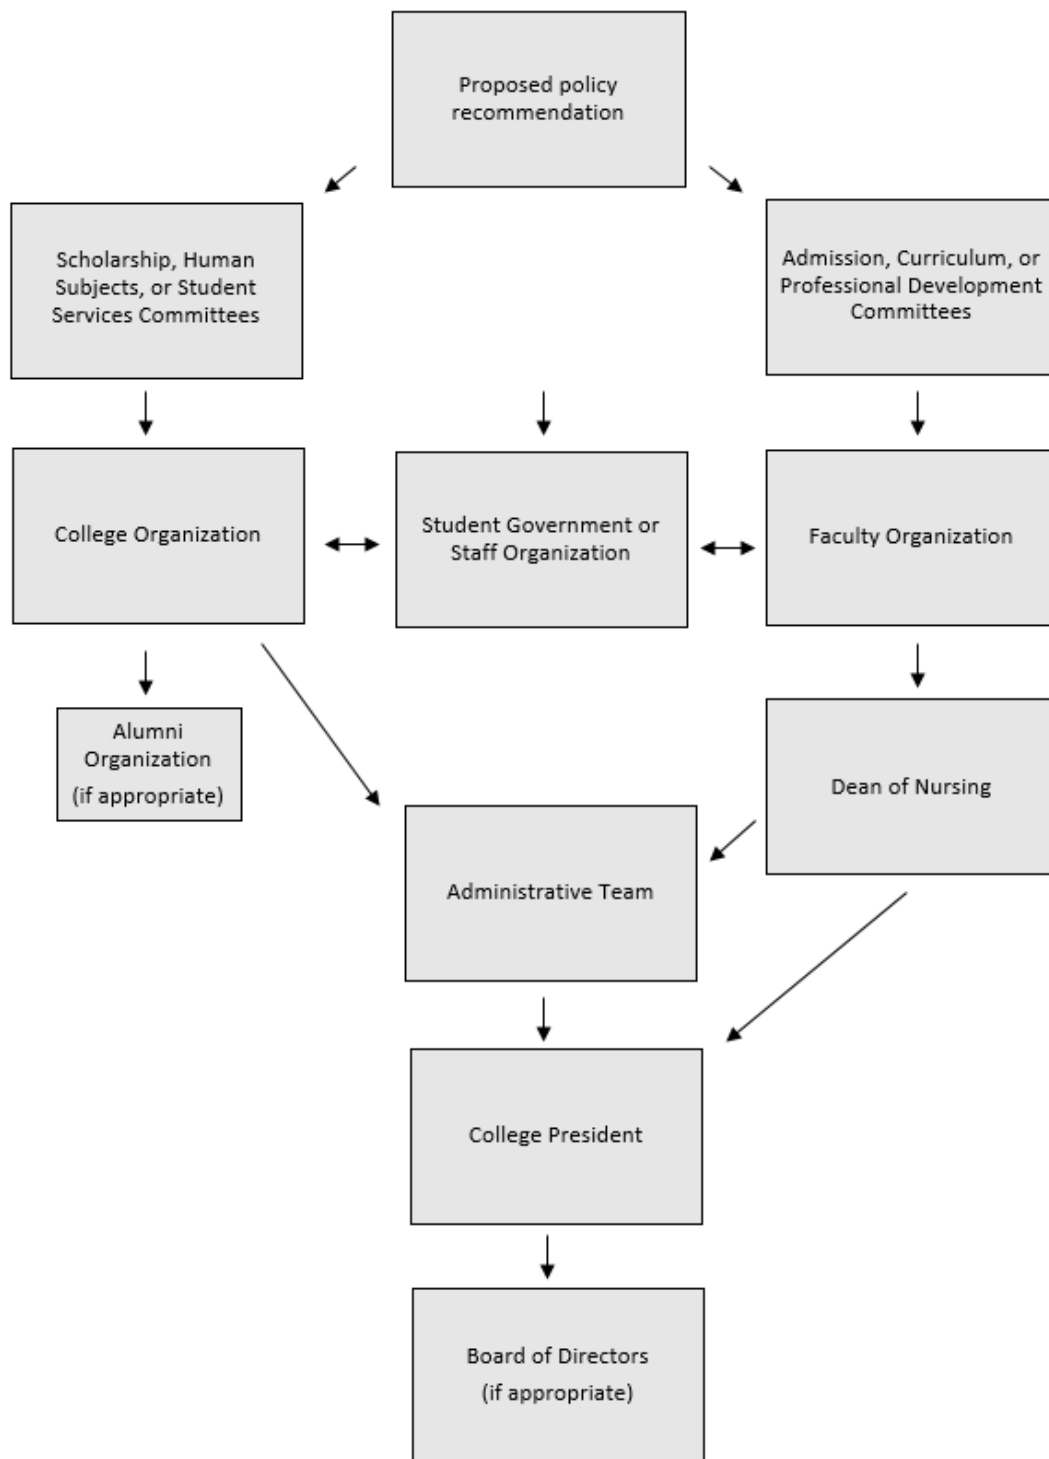 Proposed policy
recommendation
Scholarship, Human
Subjects, or Student
Services Committees
Admission, Curriculum, or
Professional Development
Committees
College Organization
Student Government or
Staff Organization
Faculty Organization
Alumni
Organization
(if appropriate)
Dean of Nursing
Administrative Team
College President
Board of Directors
(if appropriate)